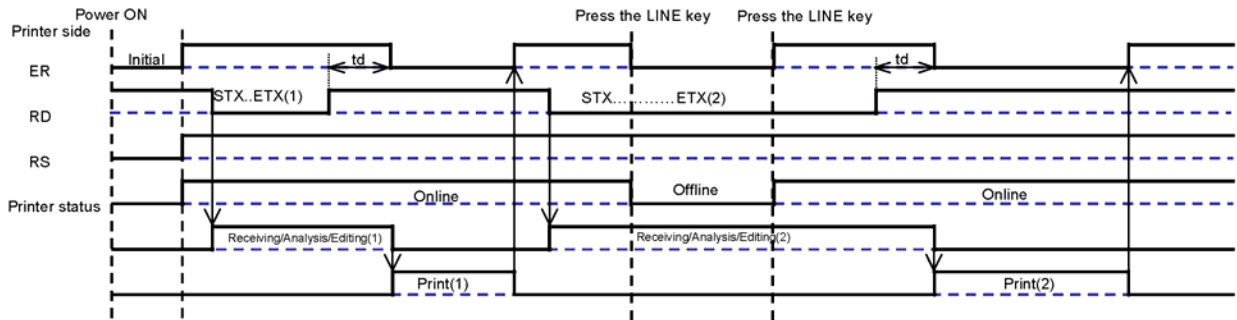 Power ON
Press the LINE key
Press the LINE key
Printer side
Initial
td
td
ER
STX..ETX(1)
STX............ETX(2)
RD
RS
Online
Offline
Online
Printer status
Receiving/Analysis/Editing(1)
Receiving/Analysis/Editing(2)
Print(1)
Print(2)